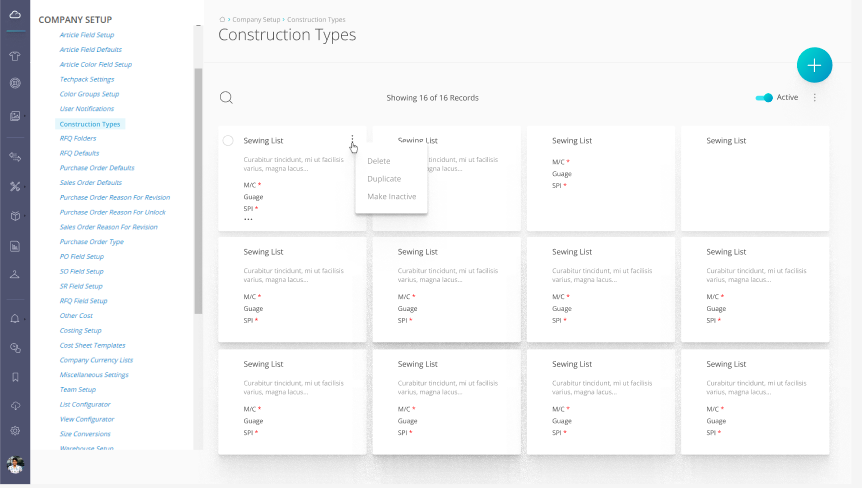 COMPANY SETUP
Article Field Setup
Article Field Defaults
Article Color Field Setup
Techpack Settings
Color Groups Setup
User Notifications
Construction Types
RFQ Folders
RFQ Defaults
Purchase Order Defaults
Sales Order Defaults
Purchase Order Reason For Revision
Purchase Order Reason For Unlock
Sales Order Reason For Revision
Purchase Order Type
PO Field Setup
SO Field Setup
SR Field Setup
RFQ Field Setup
Other Cost
Costing Setup
Cost Sheet Templates
Company Currency Lists
Miscellaneous Settings
Team Setup
List Configurator
View Configurator
Size Conversions
Warehouse Setup
Company Setup › Construction Types
Construction Types
Showing 16 of 16 Records
Active
Sewing List
Curabitur tincidunt, mi ut facilisis
varius, magna lacus...
M/C *
Guage
SPI *
...
Delete
Duplicate
Make Inactive
Sewing List
Sewing List
M/C *
Guage
SPI *
Sewing List
Sewing List
Curabitur tincidunt, mi ut facilisis
varius, magna lacus...
M/C *
Guage
SPI *
Sewing List
Curabitur tincidunt, mi ut facilisis
varius, magna lacus...
M/C *
Guage
SPI *
Sewing List
Curabitur tincidunt, mi ut facilisis
varius, magna lacus...
M/C *
Guage
SPI *
Sewing List
Curabitur tincidunt, mi ut facilisis
varius, magna lacus...
M/C *
Guage
SPI *
Sewing List
Curabitur tincidunt, mi ut facilisis
varius, magna lacus...
M/C *
Guage
SPI *
Sewing List
Curabitur tincidunt, mi ut facilisis
varius, magna lacus...
M/C *
Guage
SPI *
Sewing List
Curabitur tincidunt, mi ut facilisis
varius, magna lacus...
M/C *
Guage
SPI *
Sewing List
Curabitur tincidunt, mi ut facilisis
varius, magna lacus...
M/C *
Guage
SPI *